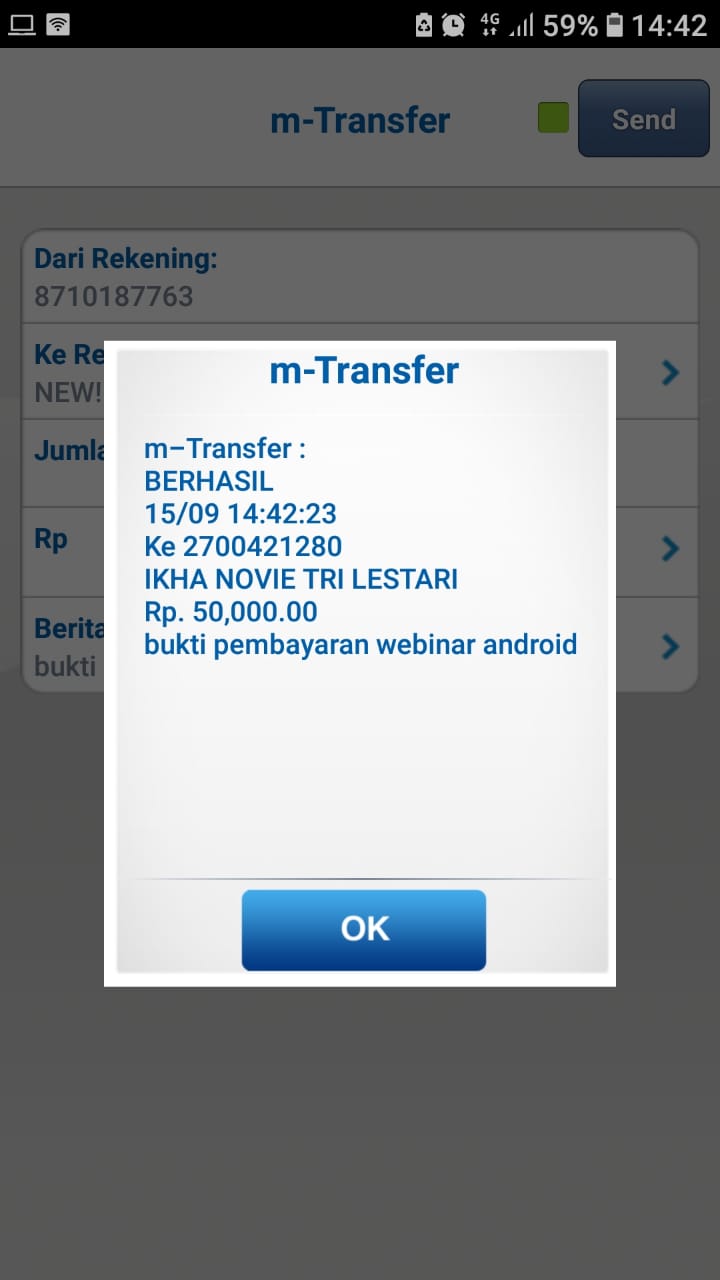 4G 59% 14:42
m-Transfer
Send
Dari Rekening:
8710187763
Ke Re
NEW!
Jumla
Rp
Berita
bukti
m-Transfer
m-Transfer :
BERHASIL
15/09 14:42:23
Ke 2700421280
IKHA NOVIE TRI LESTARI
Rp. 50,000.00
bukti pembayaran webinar android
OK